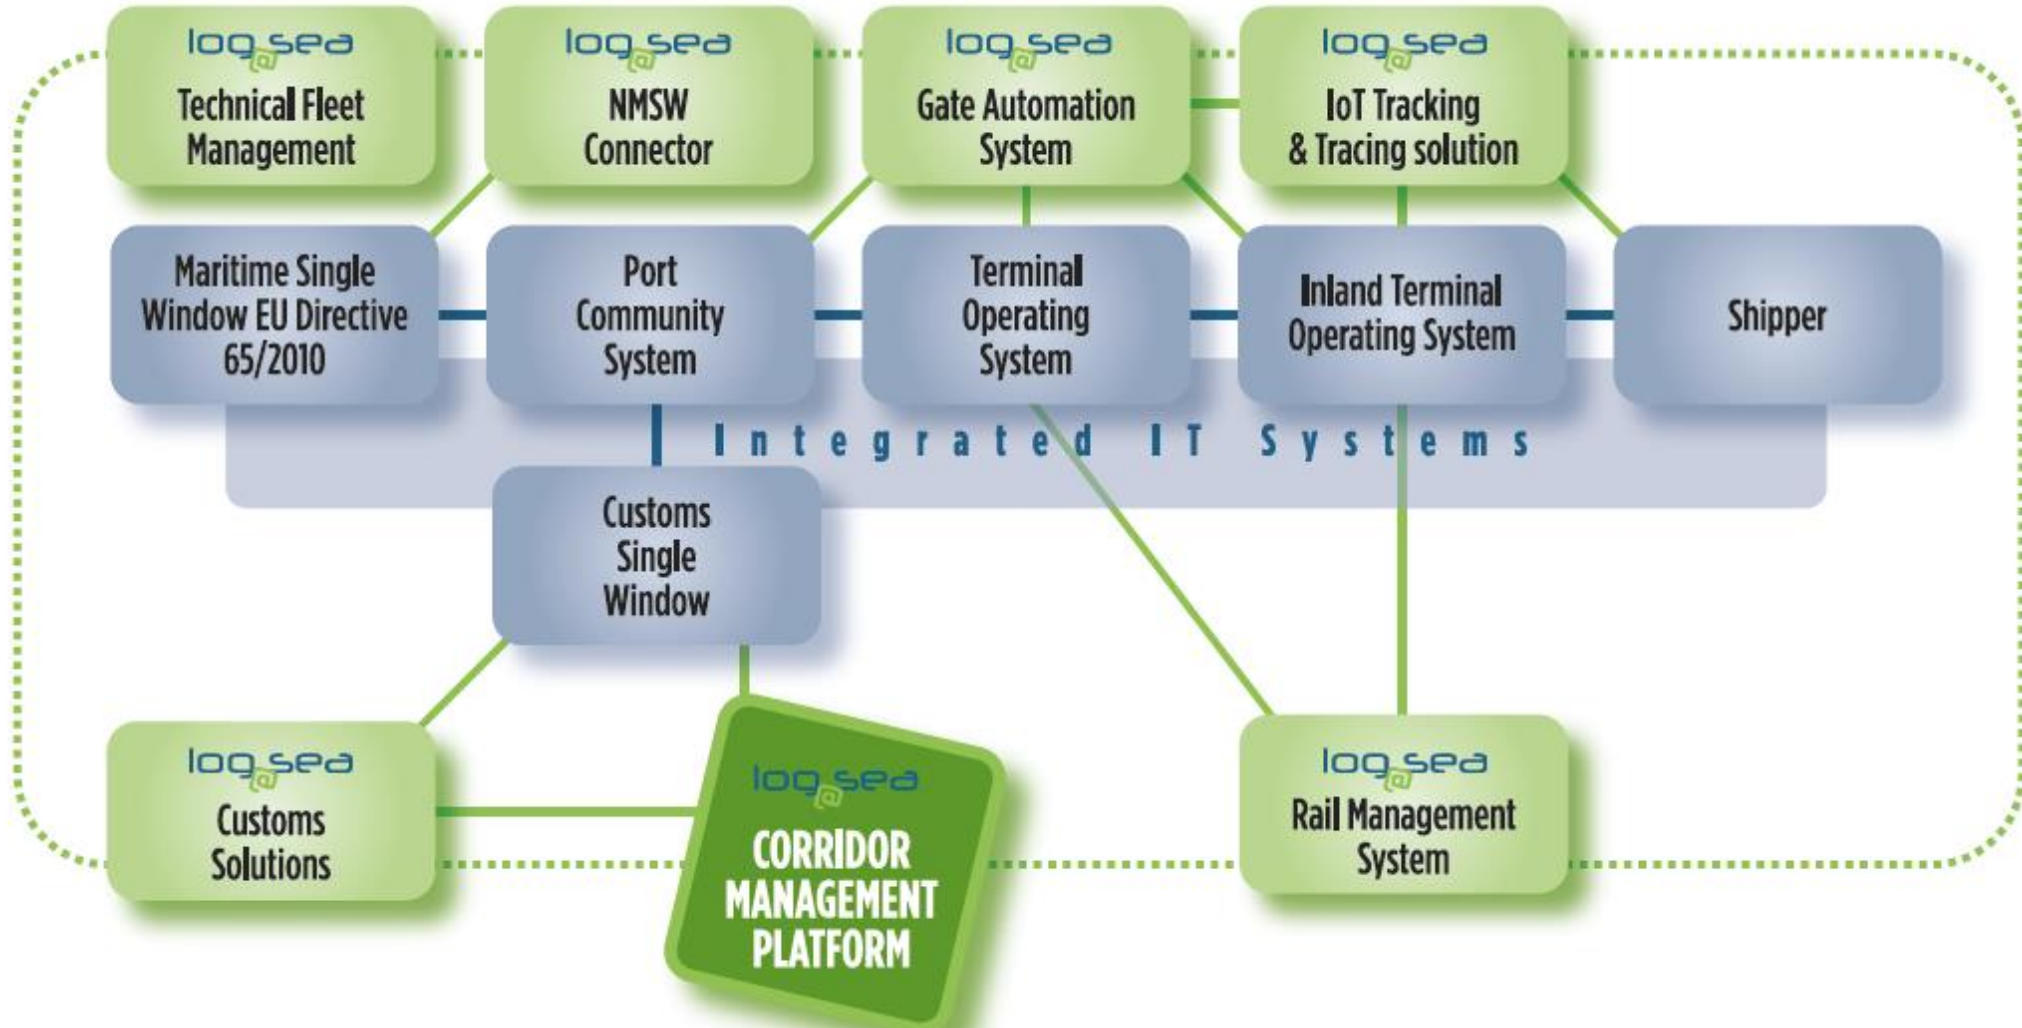 log@sea
Technical Fleet
Management
log@sea
NMSW
Connector
log@sea
Gate Automation
System
log@sea
IoT Tracking
& Tracing solution
Maritime Single
Window EU Directive
65/2010
Port
Community
System
Terminal
Operating
System
Inland Terminal
Operating System
Shipper
Integrated IT Systems
Customs
Single
Window
log@sea
Customs
Solutions
log@sea
CORRIDOR
MANAGEMENT
PLATFORM
log@sea
Rail Management
System